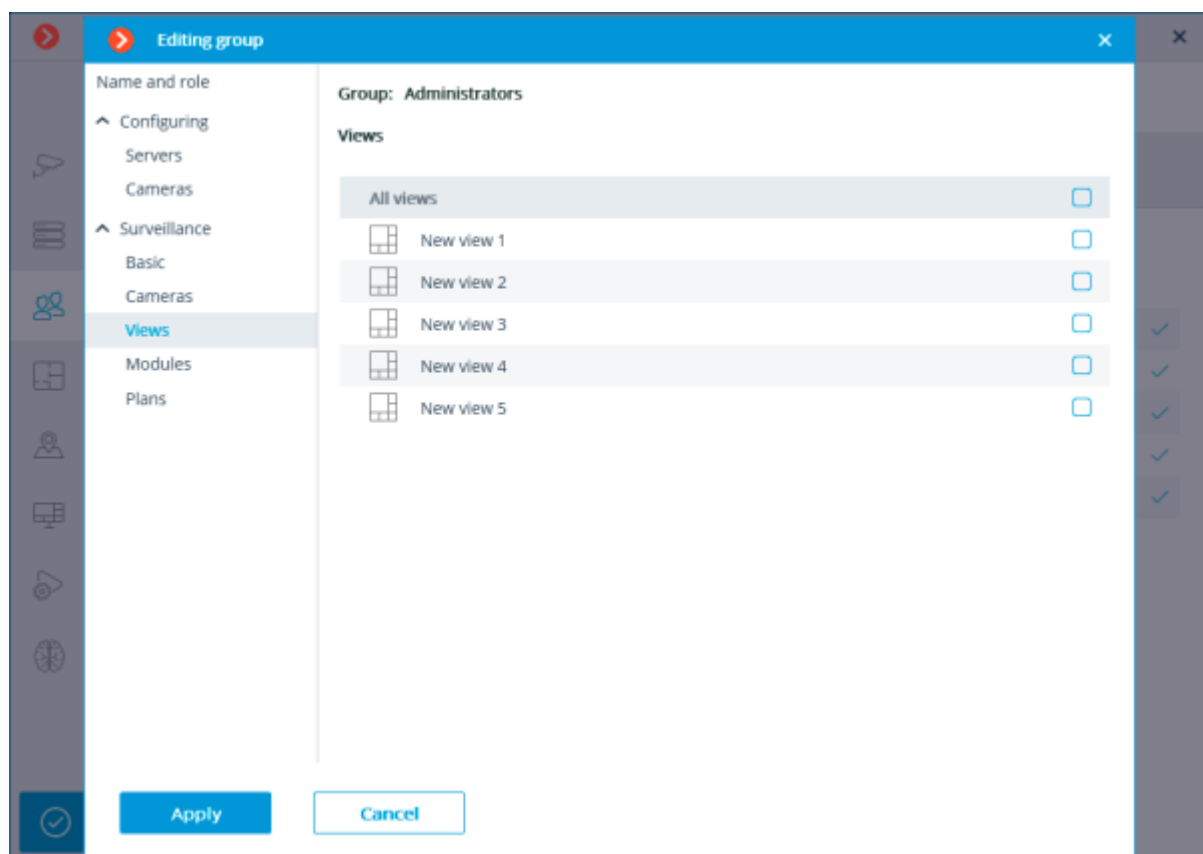 Editing group
Name and role
Configuring
Servers
Cameras
Surveillance
Basic
Cameras
Views
Modules
Plans
Group: Administrators
Views
All views
New view 1
New view 2
New view 3
New view 4
New view 5
Apply
Cancel